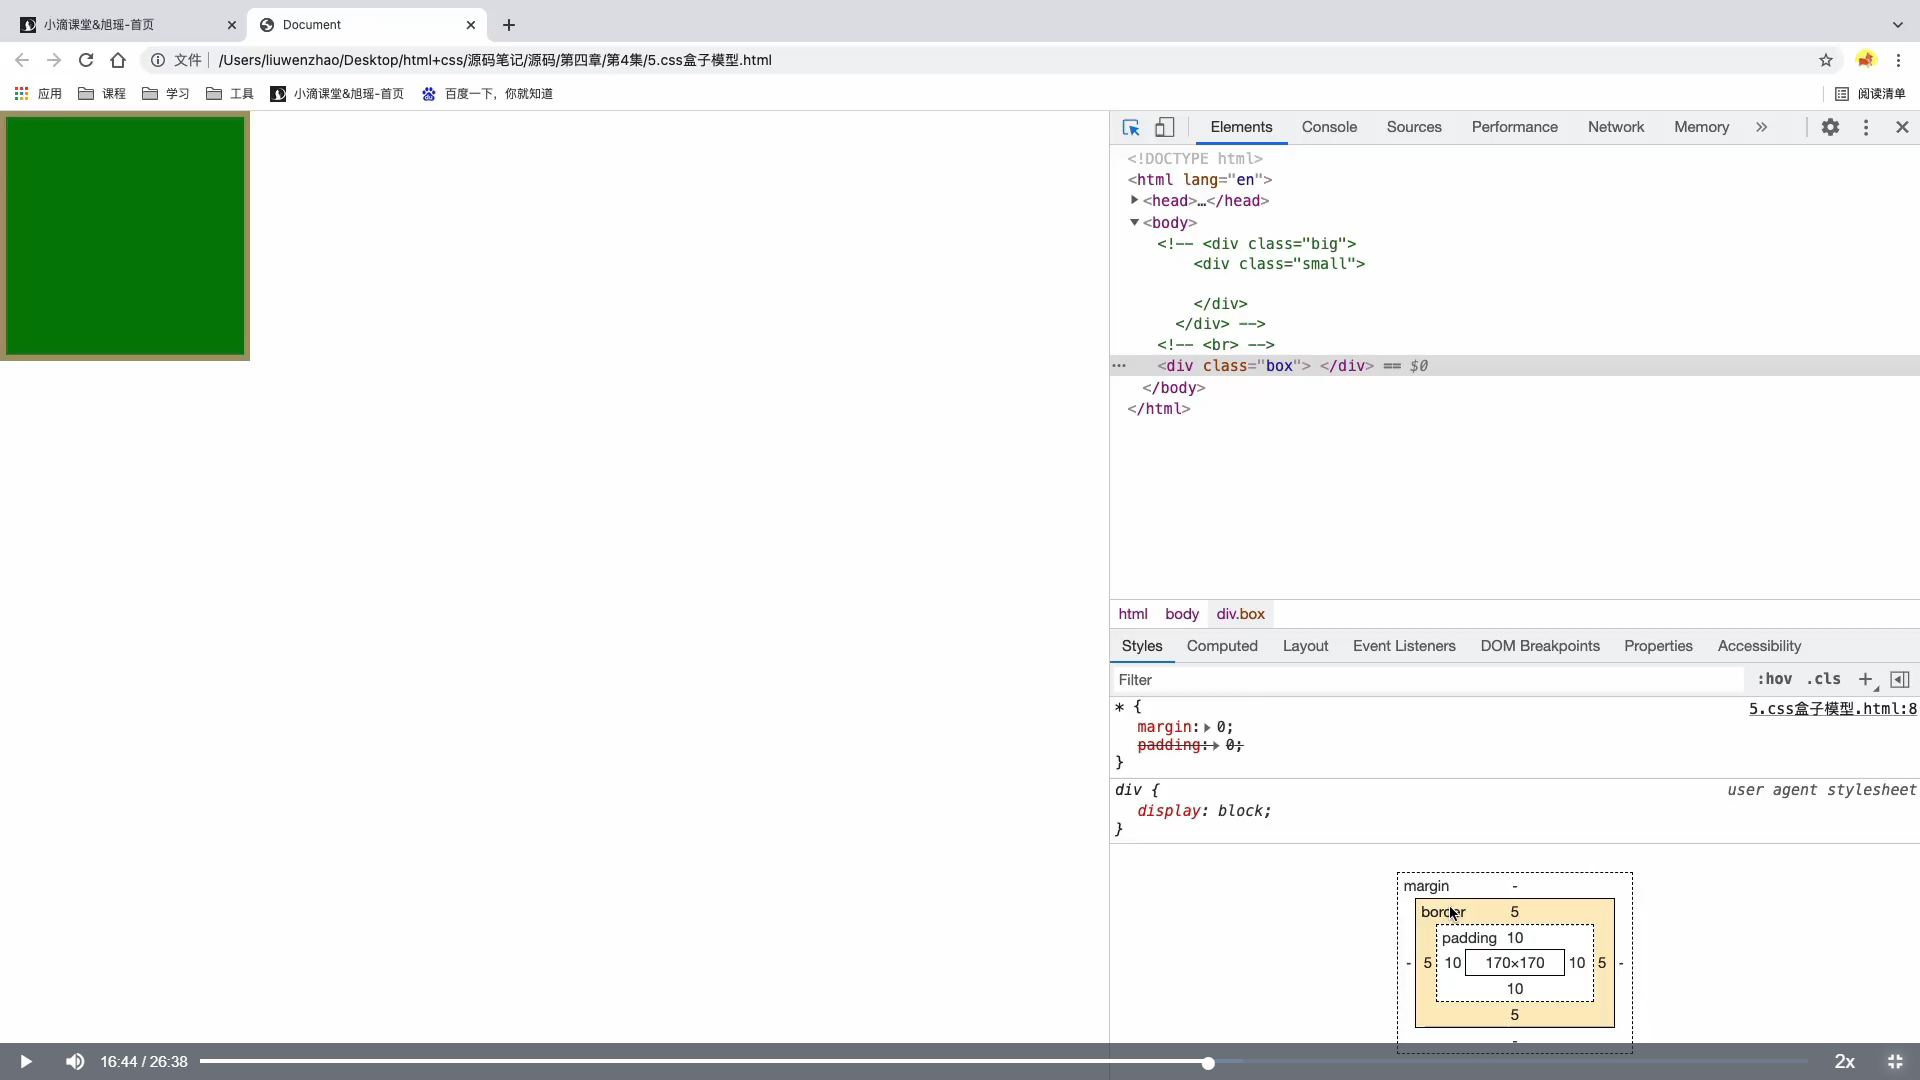 小滴课堂&旭瑶-首页
Document
文件
/Users/liuwenzhao/Desktop/html+css/源码笔记/源码/第四章/第4集/5.css盒子模型.html
应用
课程
学习
工具
小滴课堂&旭瑶-首页
百度一下，你就知道
阅读清单
Elements
Console
Sources
Performance
Network
Memory
<!DOCTYPE html>
<html lang="en">
<head>…</head>
<body>
<!-- <div class="big">
<div class="small">
</div>
</div> -->
<!-- <br> -->
<div class="box"> </div> == $0
</body>
</html>
html
body
div.box
Styles
Computed
Layout
Event Listeners
DOM Breakpoints
Properties
Accessibility
Filter
:hov
.cls
* {
5.css盒子模型.html:8
margin: 0;
padding: 0;
}
div {
user agent stylesheet
display: block;
}
margin -
border 5
padding 10
- 5 10 170×170 10 5 -
10
5
-
16:44 / 26:38
2x